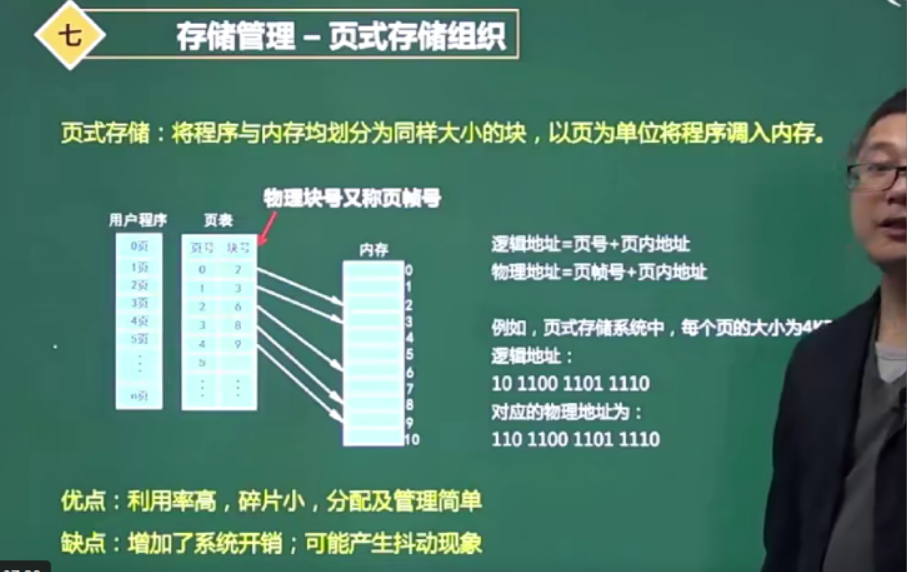 七
存储管理 – 页式存储组织
页式存储：将程序与内存均划分为同样大小的块，以页为单位将程序调入内存。
物理块号又称页帧号
用户程序
0页
1页
2页
3页
4页
5页
n页
页表
页号 块号
0 2
1 3
2 6
3 8
4 9
5
内存
0
1
2
3
4
5
6
7
8
9
10
逻辑地址=页号+页内地址
物理地址=页帧号+页内地址
例如，页式存储系统中，每个页的大小为4K
逻辑地址：
10 1100 1101 1110
对应的物理地址为：
110 1100 1101 1110
优点：利用率高，碎片小，分配及管理简单
缺点：增加了系统开销；可能产生抖动现象